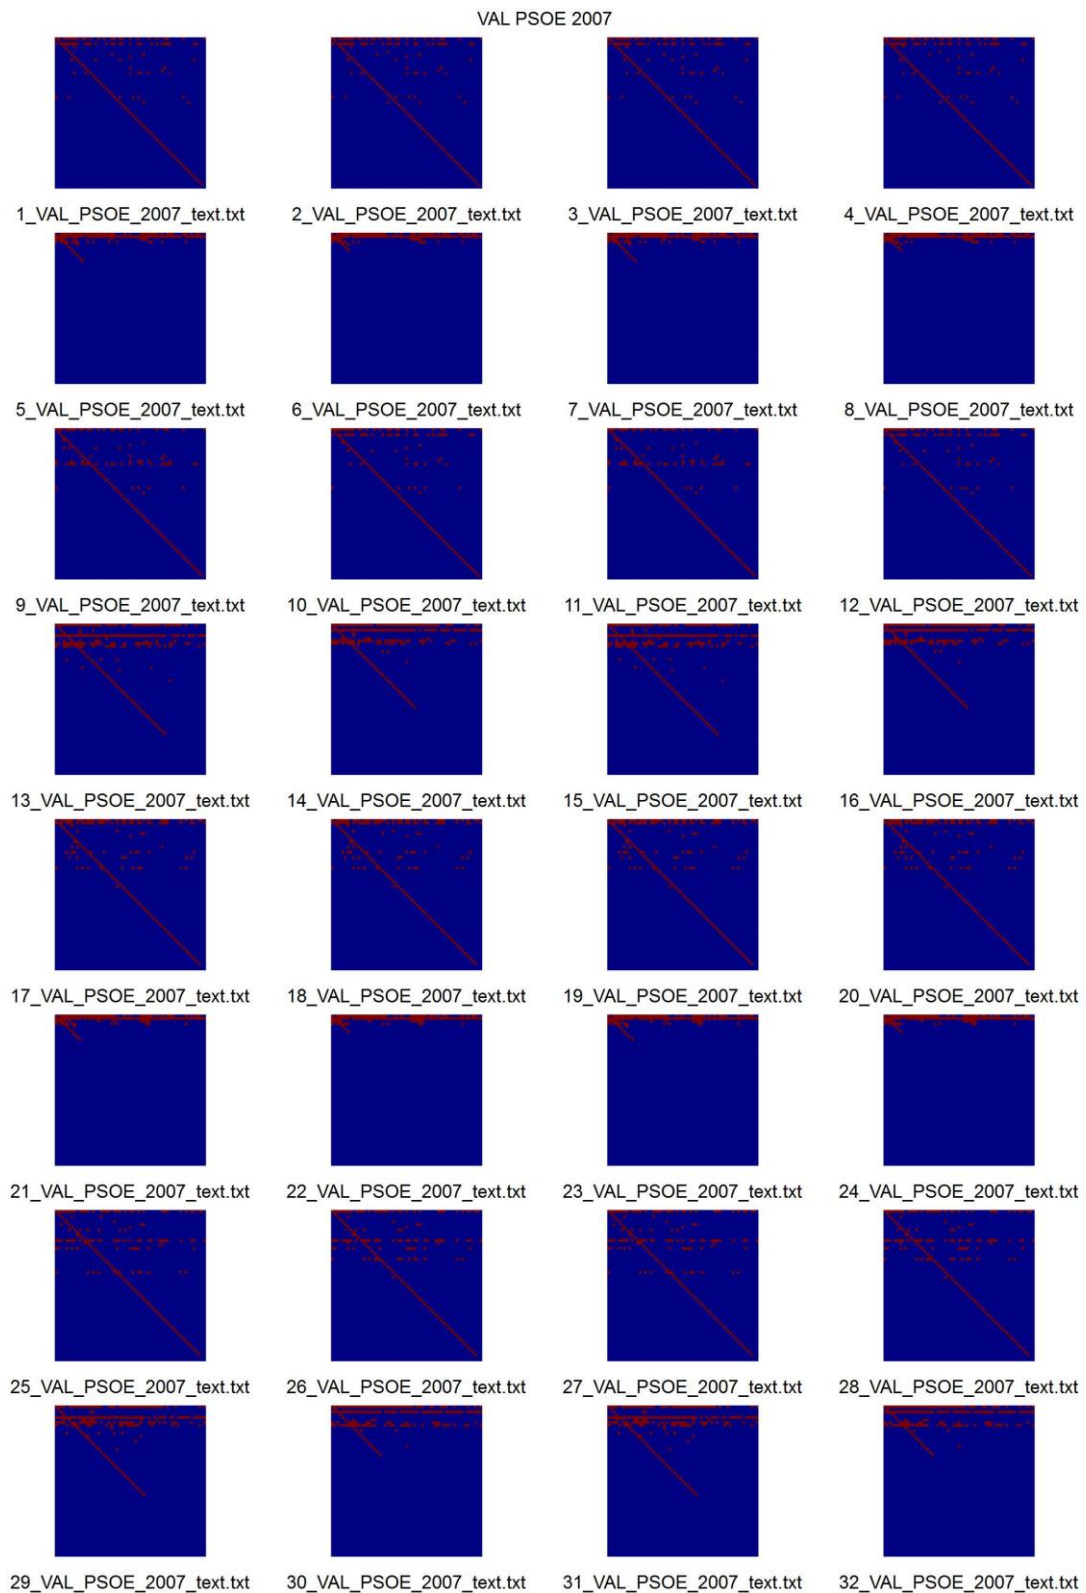 VAL PSOE 2007
1_VAL_PSOE_2007_text.txt 2_VAL_PSOE_2007_text.txt 3_VAL_PSOE_2007_text.txt 4_VAL_PSOE_2007_text.txt
5_VAL_PSOE_2007_text.txt 6_VAL_PSOE_2007_text.txt 7_VAL_PSOE_2007_text.txt 8_VAL_PSOE_2007_text.txt
9_VAL_PSOE_2007_text.txt 10_VAL_PSOE_2007_text.txt 11_VAL_PSOE_2007_text.txt 12_VAL_PSOE_2007_text.txt
13_VAL_PSOE_2007_text.txt 14_VAL_PSOE_2007_text.txt 15_VAL_PSOE_2007_text.txt 16_VAL_PSOE_2007_text.txt
17_VAL_PSOE_2007_text.txt 18_VAL_PSOE_2007_text.txt 19_VAL_PSOE_2007_text.txt 20_VAL_PSOE_2007_text.txt
21_VAL_PSOE_2007_text.txt 22_VAL_PSOE_2007_text.txt 23_VAL_PSOE_2007_text.txt 24_VAL_PSOE_2007_text.txt
25_VAL_PSOE_2007_text.txt 26_VAL_PSOE_2007_text.txt 27_VAL_PSOE_2007_text.txt 28_VAL_PSOE_2007_text.txt
29_VAL_PSOE_2007_text.txt 30_VAL_PSOE_2007_text.txt 31_VAL_PSOE_2007_text.txt 32_VAL_PSOE_2007_text.txt